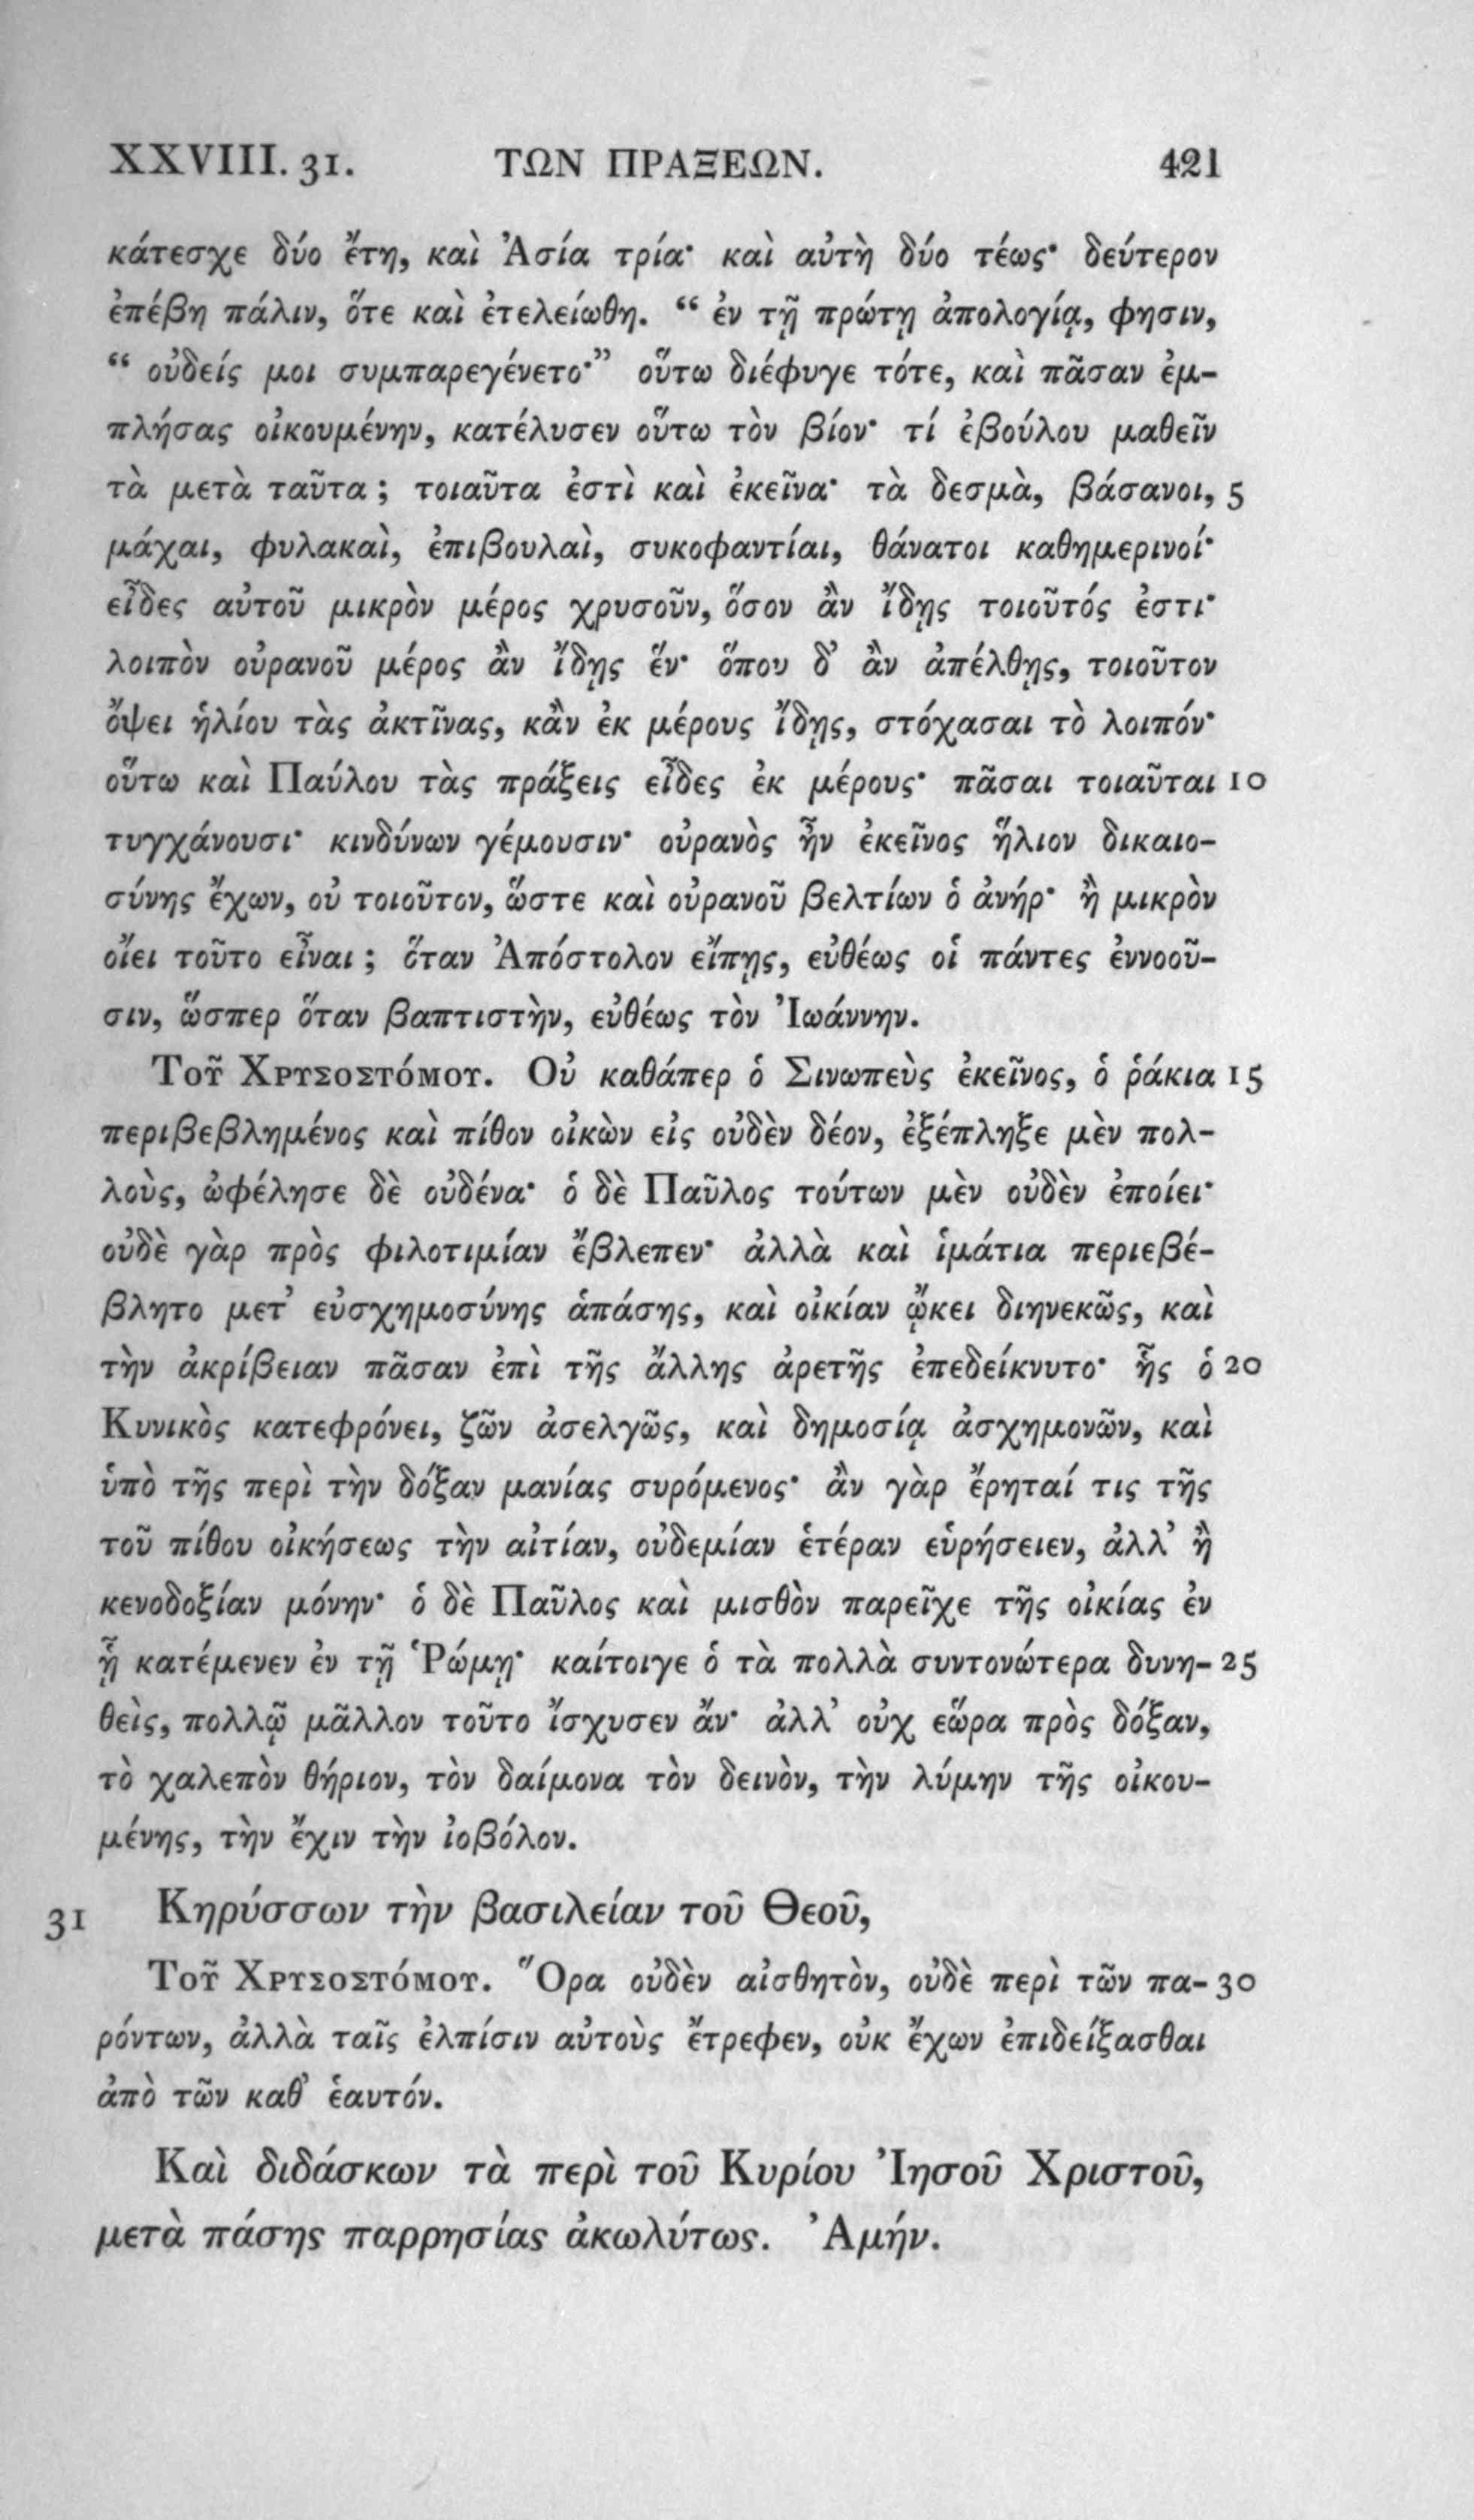 XXVIII. 31. ΤΩΝ ΠΡΑΞΕΩΝ. 421
κάτεσχε δύο ἔτη, καὶ Ἀσία τρία· καὶ αὐτὴ δύο τέως· δεύτερον
ἐπέβη πάλιν, ὅτε καὶ ἐτελειώθη. “ ἐν τῇ πρώτῃ ἀπολογίᾳ, φησιν,
“ οὐδείς μοι συμπαρεγένετο·” οὕτω διέφυγε τότε, καὶ πᾶσαν ἐμ-
πλήσας οἰκουμένην, κατέλυσεν οὕτω τὸν βίον· τί ἐβούλου μαθεῖν
τὰ μετὰ ταῦτα ; τοιαῦτα ἐστὶ καὶ ἐκεῖνα· τὰ δεσμὰ, βάσανοι, 5
μάχαι, φυλακαὶ, ἐπιβουλαὶ, συκοφαντίαι, θάνατοι καθημερινοί·
εἶδες αὐτοῦ μικρὸν μέρος χρυσοῦν, ὅσον ἂν ἴδῃς τοιοῦτός ἐστι·
λοιπὸν οὐρανοῦ μέρος ἂν ἴδῃς ἕν· ὅπου δ’ ἂν ἀπέλθῃς, τοιοῦτον
ὄψει ἡλίου τὰς ἀκτῖνας, κἂν ἐκ μέρους ἴδῃς, στόχασαι τὸ λοιπόν·
οὕτω καὶ Παύλου τὰς πράξεις εἶδες ἐκ μέρους· πᾶσαι τοιαῦται 10
τυγχάνουσι· κινδύνων γέμουσιν· οὐρανὸς ἦν ἐκεῖνος ἥλιον δικαιο-
σύνης ἔχων, οὐ τοιοῦτον, ὥστε καὶ οὐρανοῦ βελτίων ὁ ἀνήρ· ἢ μικρὸν
οἴει τοῦτο εἶναι ; ὅταν Ἀπόστολον εἴπῃς, εὐθέως οἱ πάντες ἐννοοῦ-
σιν, ὥσπερ ὅταν βαπτιστὴν, εὐθέως τὸν Ἰωάννην.
Τοῦ Χρυσοστόμου. Οὐ καθάπερ ὁ Σινωπεὺς ἐκεῖνος, ὁ ῥάκια 15
περιβεβλημένος καὶ πίθον οἰκὼν εἰς οὐδὲν δέον, ἐξέπληξε μὲν πολ-
λοὺς, ὠφέλησε δὲ οὐδένα· ὁ δὲ Παῦλος τούτων μὲν οὐδὲν ἐποίει·
οὐδὲ γὰρ πρὸς φιλοτιμίαν ἔβλεπεν· ἀλλὰ καὶ ἱμάτια περιεβέ-
βλητο μετ’ εὐσχημοσύνης ἁπάσης, καὶ οἰκίαν ᾤκει διηνεκῶς, καὶ
τὴν ἀκρίβειαν πᾶσαν ἐπὶ τῆς ἄλλης ἀρετῆς ἐπεδείκνυτο· ἧς ὁ 20
Κυνικὸς κατεφρόνει, ζῶν ἀσελγῶς, καὶ δημοσίᾳ ἀσχημονῶν, καὶ
ὑπὸ τῆς περὶ τὴν δόξαν μανίας συρόμενος· ἂν γὰρ ἔρηταί τις τῆς
τοῦ πίθου οἰκήσεως τὴν αἰτίαν, οὐδεμίαν ἑτέραν εὑρήσειεν, ἀλλ’ ἢ
κενοδοξίαν μόνην· ὁ δὲ Παῦλος καὶ μισθὸν παρεῖχε τῆς οἰκίας ἐν
ᾗ κατέμενεν ἐν τῇ Ῥώμῃ· καίτοιγε ὁ τὰ πολλὰ συντονώτερα δυνη- 25
θεὶς, πολλῷ μᾶλλον τοῦτο ἴσχυσεν ἄν· ἀλλ’ οὐχ ἑώρα πρὸς δόξαν,
τὸ χαλεπὸν θήριον, τὸν δαίμονα τὸν δεινὸν, τὴν λύμην τῆς οἰκου-
μένης, τὴν ἔχιν τὴν ἰοβόλον.
31 Κηρύσσων τὴν βασιλείαν τοῦ Θεοῦ,
Τοῦ Χρυσοστόμου. Ὅρα οὐδὲν αἰσθητὸν, οὐδὲ περὶ τῶν πα- 30
ρόντων, ἀλλὰ ταῖς ἐλπίσιν αὐτοὺς ἔτρεφεν, οὐκ ἔχων ἐπιδείξασθαι
ἀπὸ τῶν καθ’ ἑαυτόν.
Καὶ διδάσκων τὰ περὶ τοῦ Κυρίου Ἰησοῦ Χριστοῦ,
μετὰ πάσης παρρησίας ἀκωλύτως. Ἀμήν.